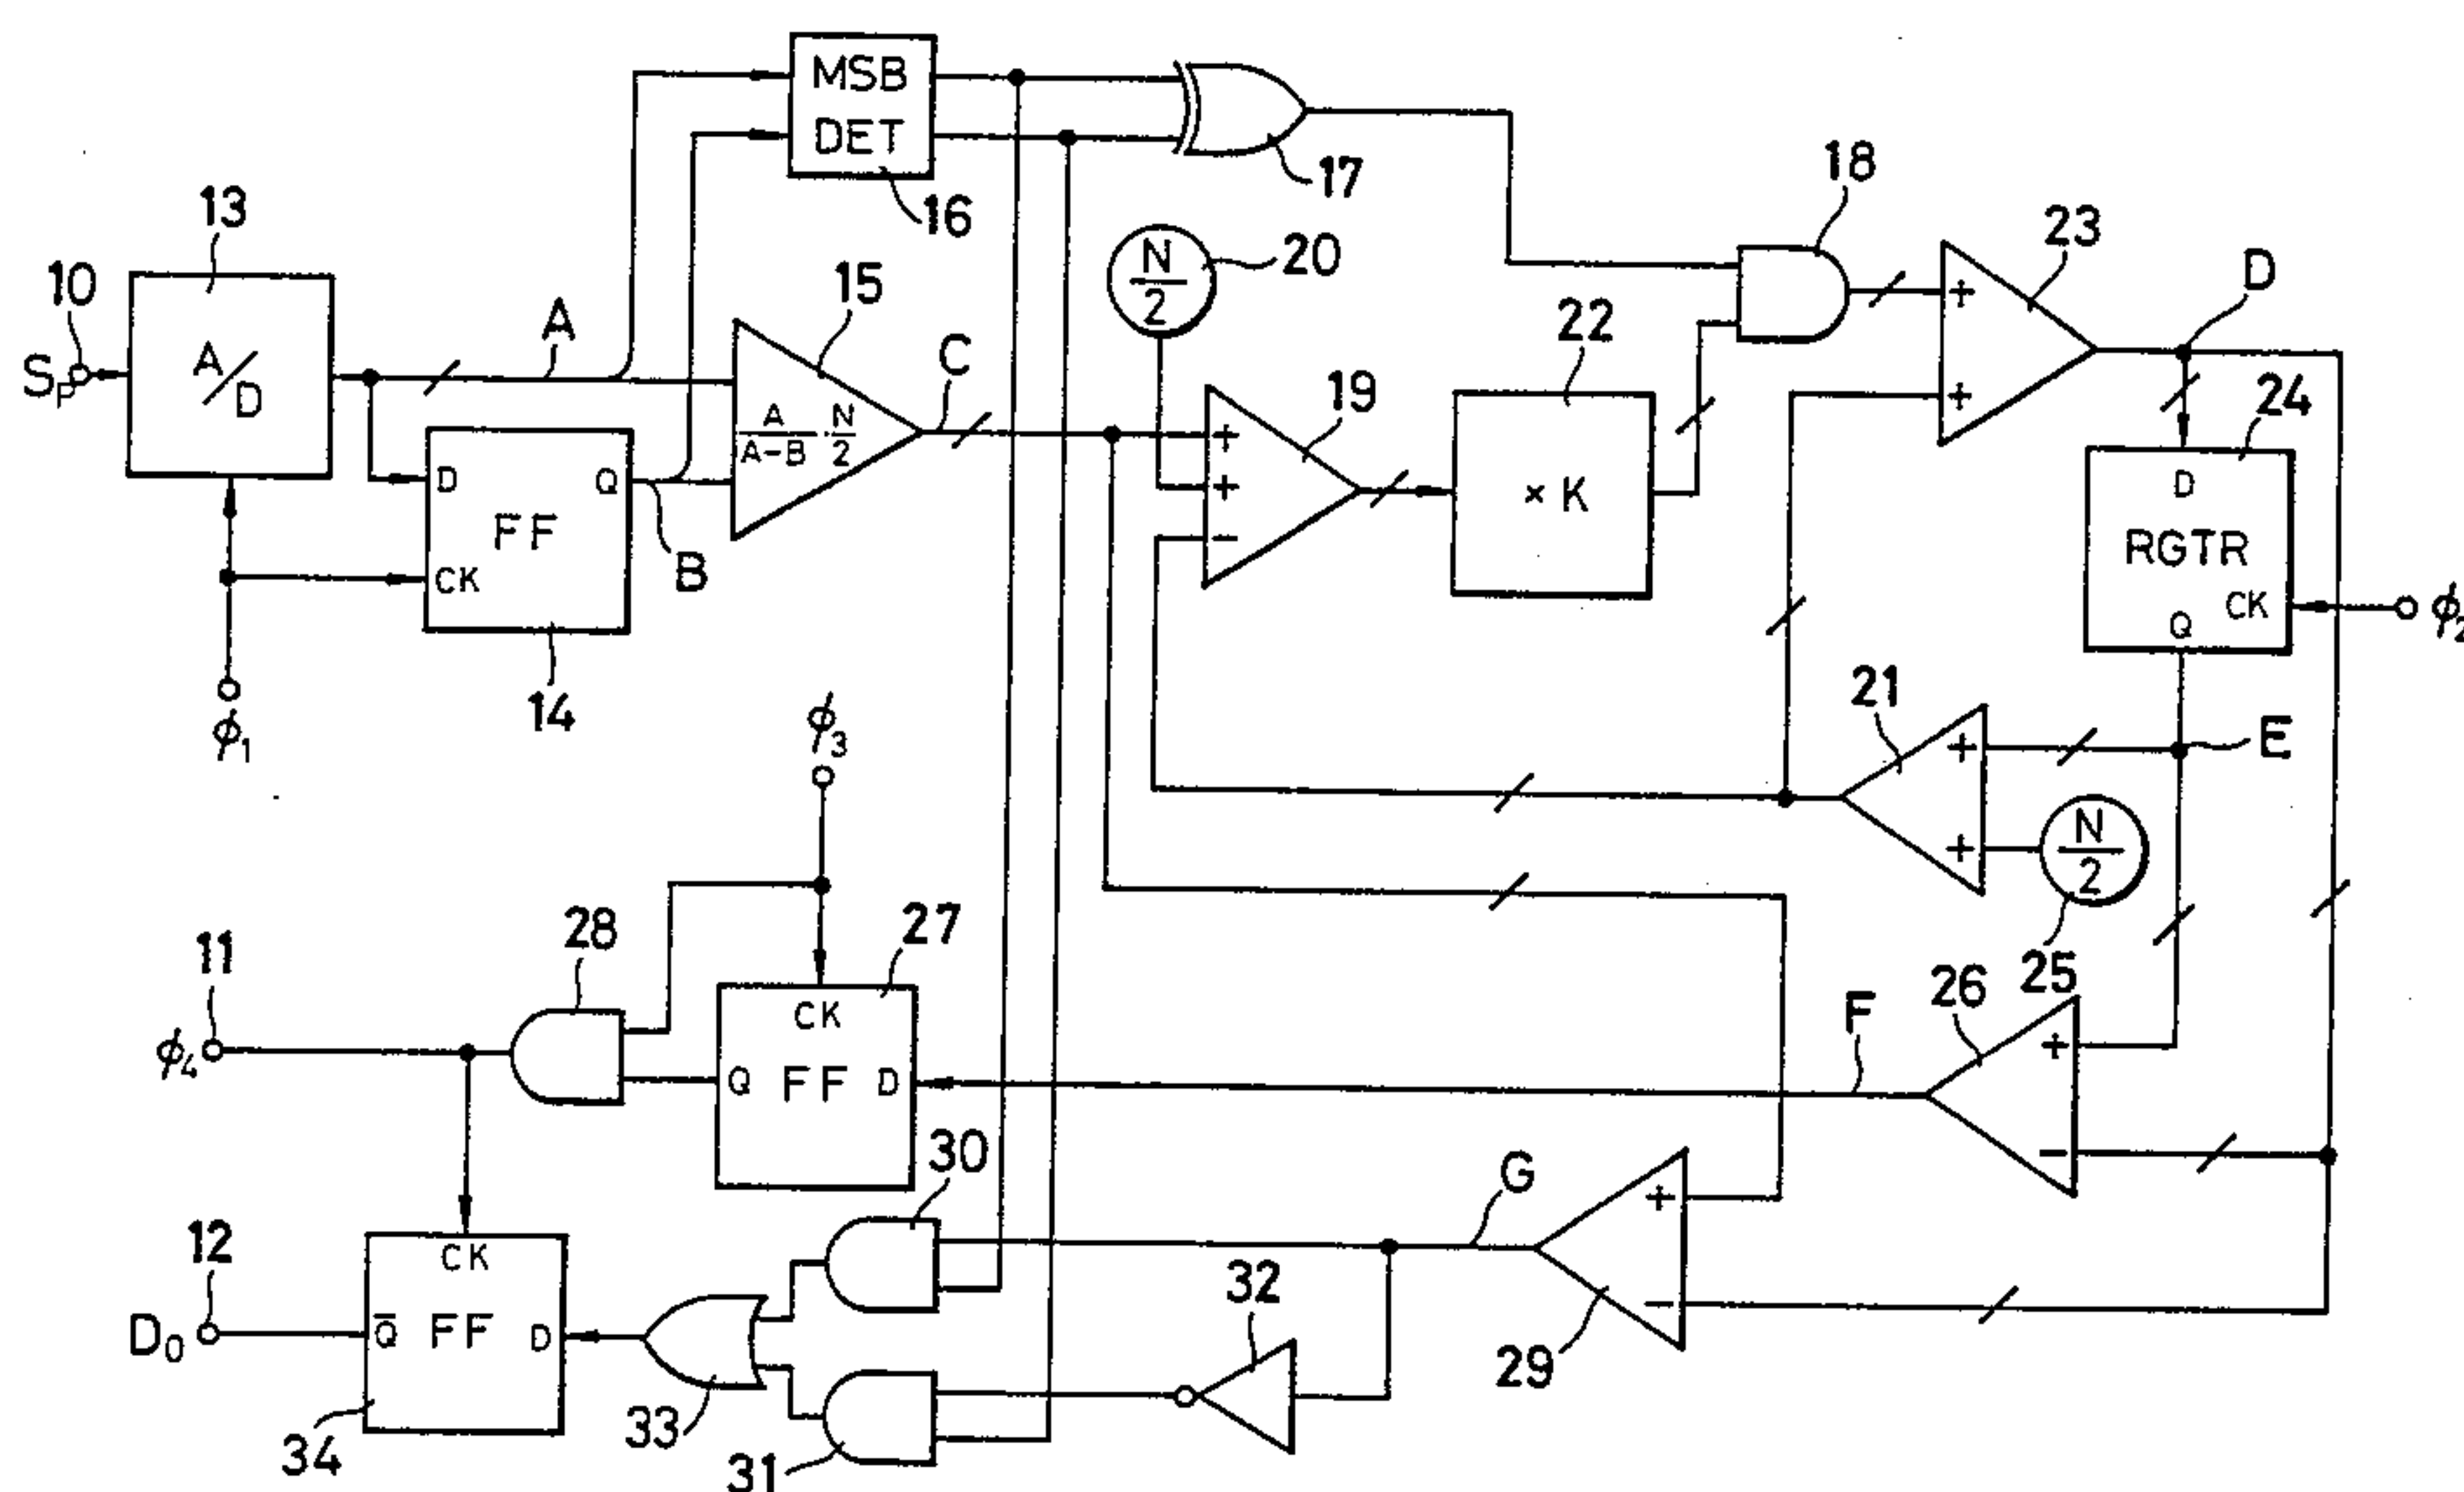 MSB
DET
16
17
18
23
D
13
10
S_P
A/D
A
15
C
A/A-B · N/2
N/2
20
19
+
+
−
22
× K
+
+
24
D
RGTR
CK
Q
ϕ2
D
Q
FF
CK
B
14
ϕ1
ϕ3
21
+
+
E
N/2
25
11
ϕ4
28
27
CK
Q
FF
D
F
26
+
−
30
G
29
+
−
12
D0
CK
Q̄
FF
D
34
33
31
32